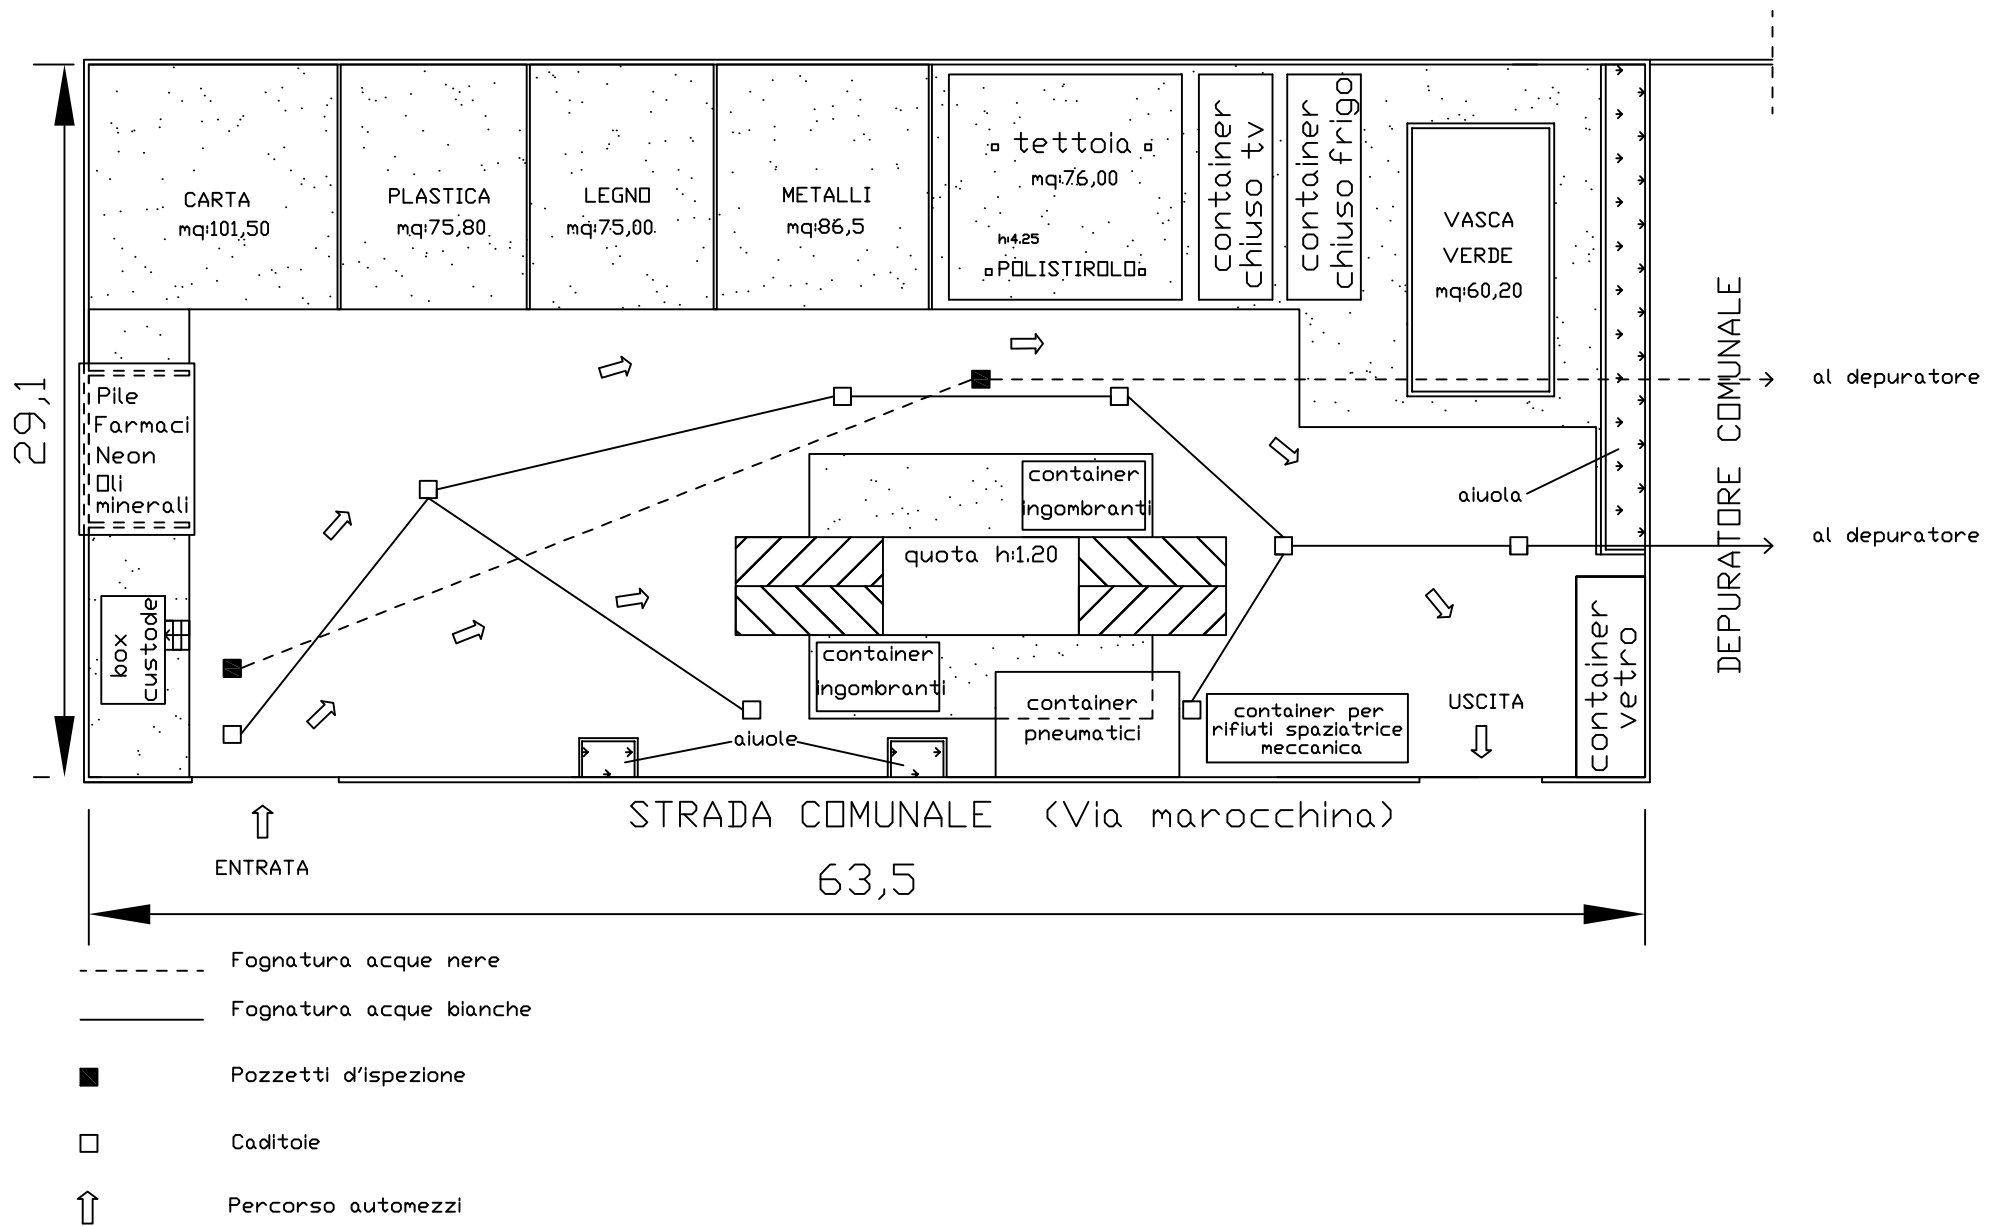 CARTA
mq:101,50
PLASTICA
mq:75,80
LEGNO
mq:75,00
METALLI
mq:86,5
tettoia
mq:76,00
h:4.25
POLISTIROLO
container
chiuso tv
container
chiuso frigo
VASCA
VERDE
mq:60,20
29,1
Pile
Farmaci
Neon
Oli
minerali
DEPURATORE COMUNALE
al depuratore
al depuratore
aiuola
container
ingombranti
quota h:1.20
box
custode
container
ingombranti
container
pneumatici
aiuole
container per
rifiuti spaziatrice
meccanica
USCITA
container
vetro
STRADA COMUNALE (Via marocchina)
ENTRATA
63,5
Fognatura acque nere
Fognatura acque bianche
Pozzetti d'ispezione
Caditoie
Percorso automezzi